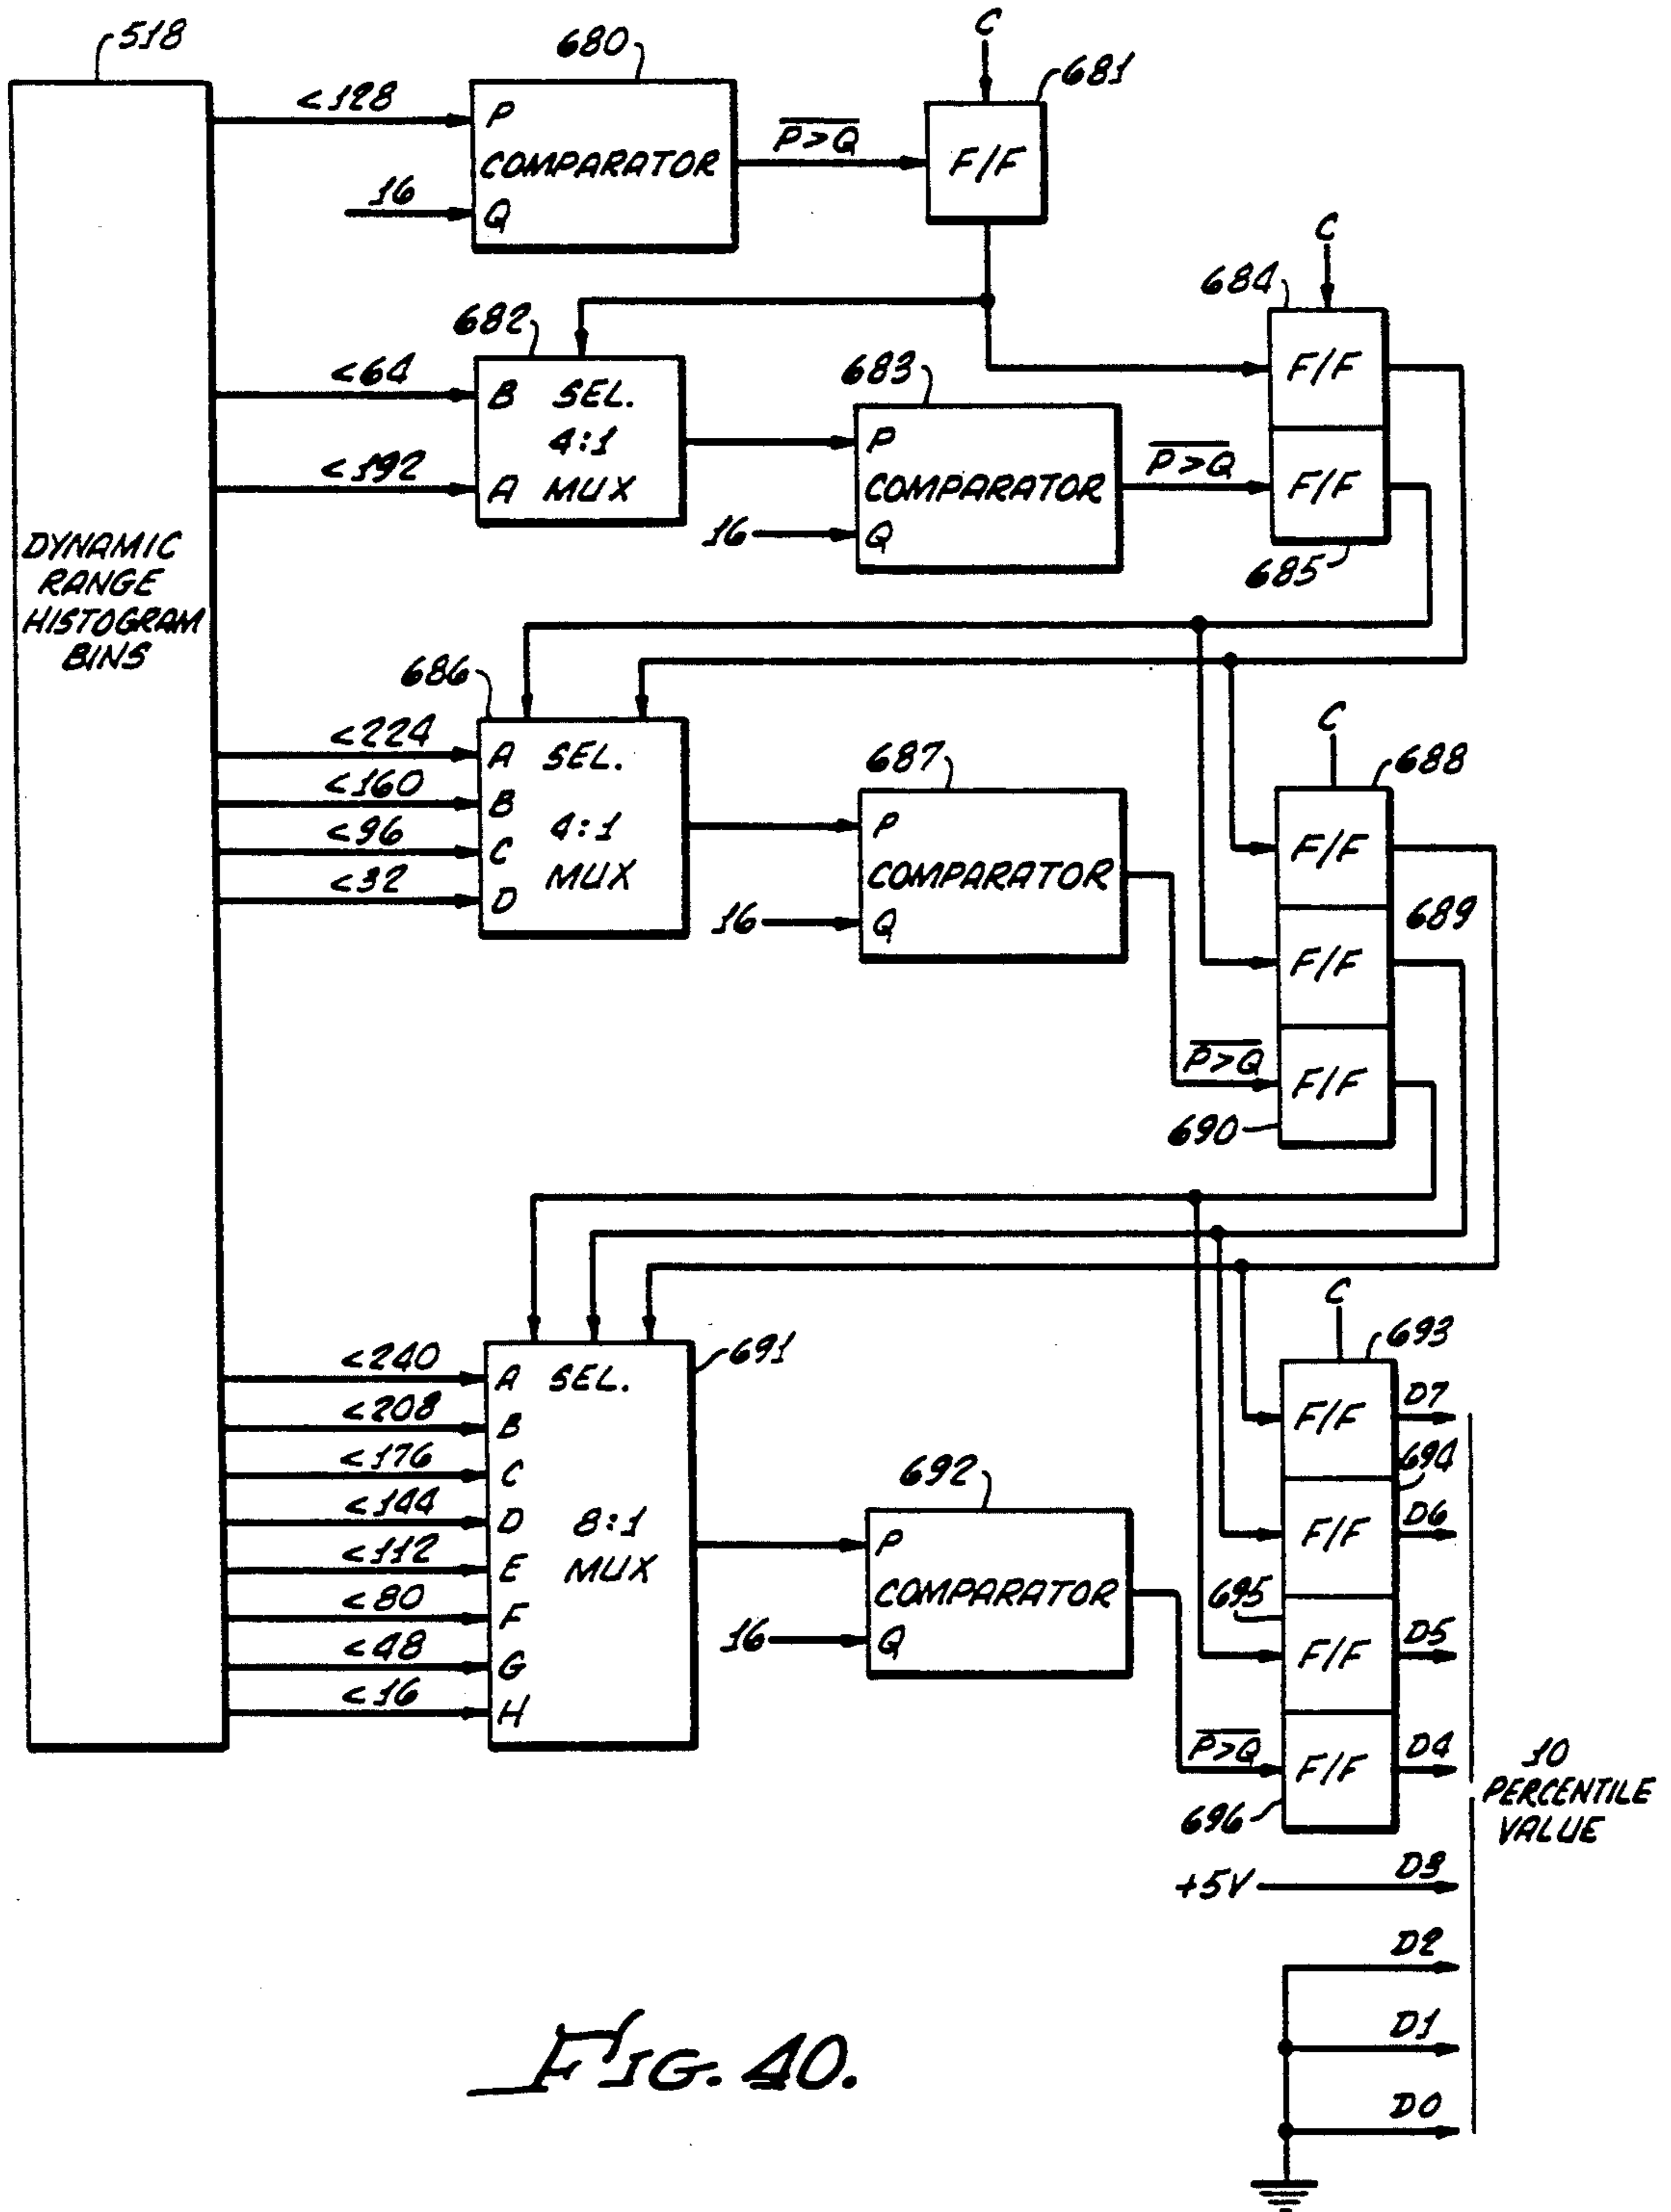 518
DYNAMIC
RANGE
HISTOGRAM
BINS
<128
16
680
P
COMPARATOR
Q
P>Q
C
681
F/F
<64
<192
682
B SEL.
4:1
A MUX
683
P
COMPARATOR
Q
16
P>Q
C
684
F/F
F/F
685
<224
<160
<96
<32
686
A SEL.
B
4:1
C
MUX
D
687
P
COMPARATOR
Q
16
P>Q
C
688
F/F
689
F/F
F/F
690
<240
<208
<176
<144
<112
<80
<48
<16
691
A SEL.
B
C
D
8:1
E
MUX
F
G
H
692
P
COMPARATOR
Q
16
P>Q
C
693
F/F
D7
694
F/F
D6
695
F/F
D5
F/F
D4
696
+5V
D3
D2
D1
D0
10
PERCENTILE
VALUE
FIG. 40.